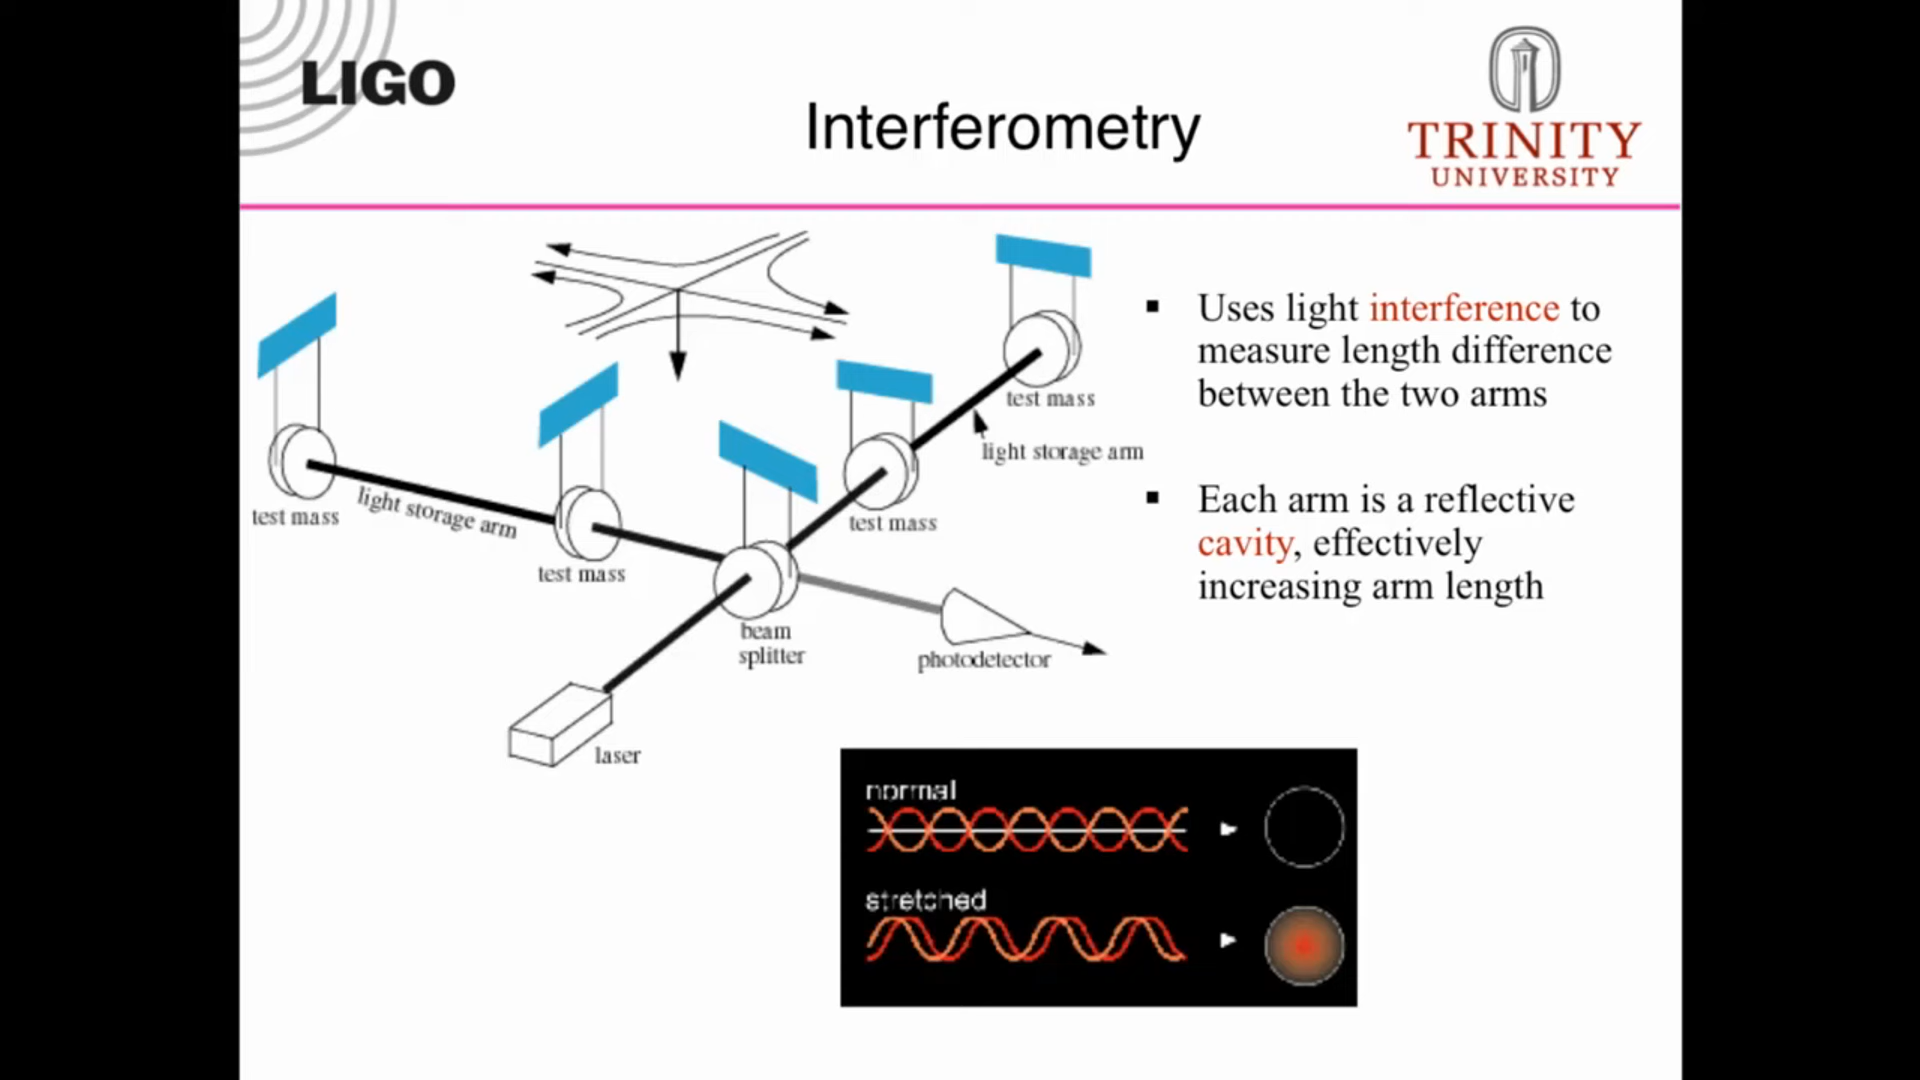 LIGO
Interferometry
TRINITY
UNIVERSITY
test mass
light storage arm
test mass
test mass
light storage arm
test mass
beam
splitter
photodetector
laser
▪ Uses light interference to
measure length difference
between the two arms
▪ Each arm is a reflective
cavity, effectively
increasing arm length
normal
stretched